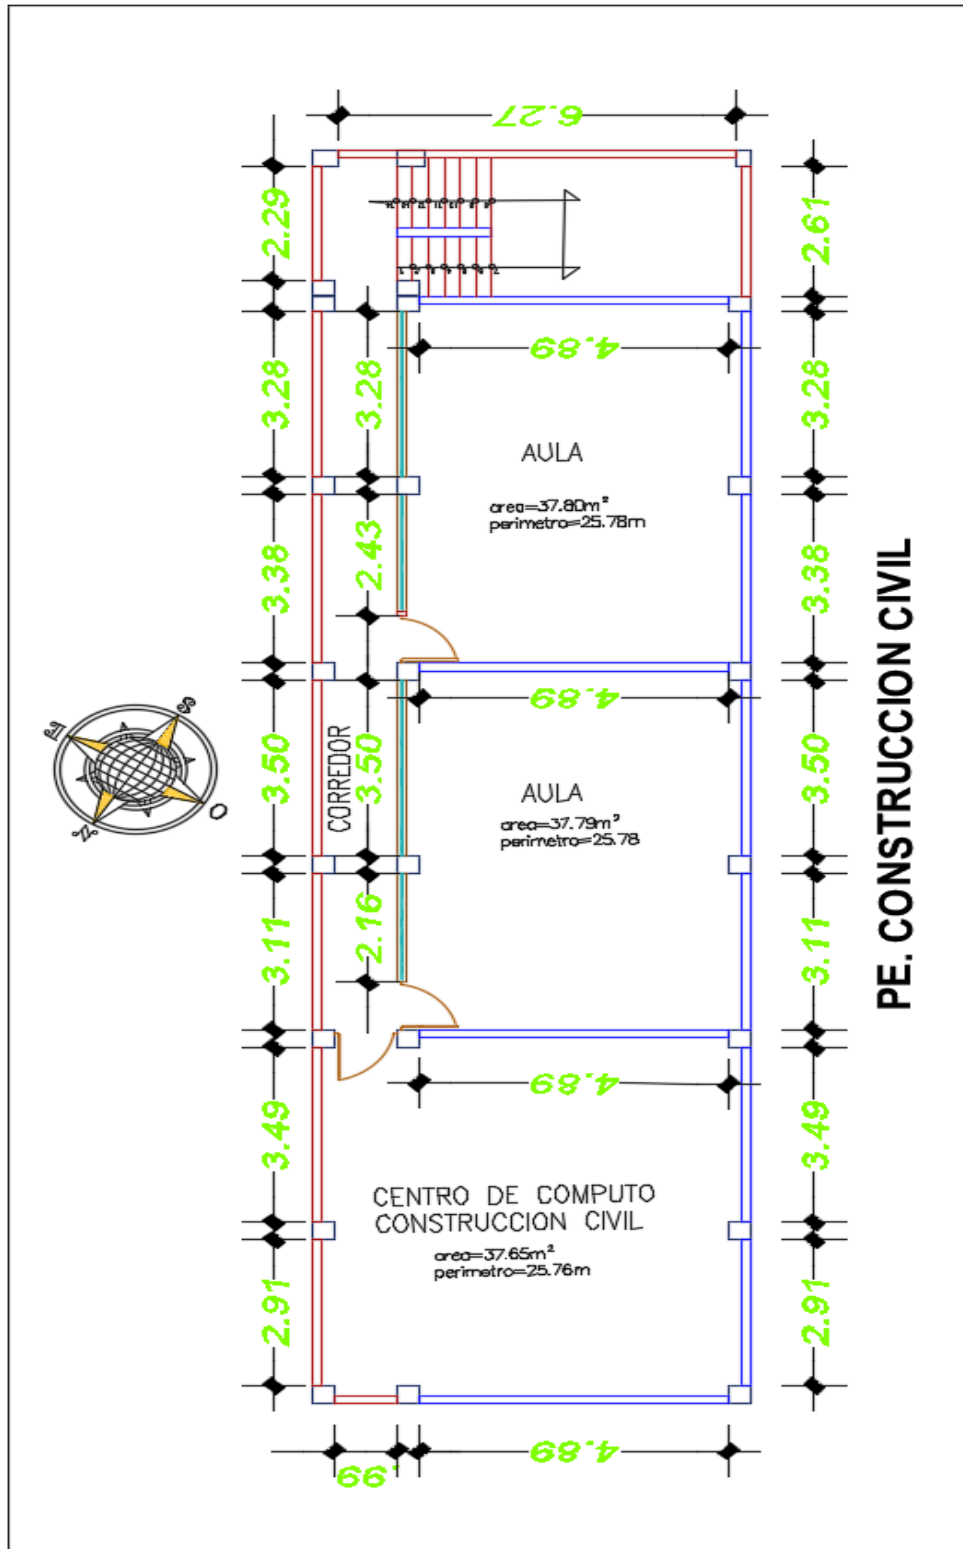 6.27
2.29
2.61
4.89
3.28
3.28
3.28
AULA
area=37.80m²
perimetro=25.78m
3.38
2.43
3.38
4.89
E
S
N
O
CORREDOR
3.50
3.50
3.50
AULA
area=37.79m²
perimetro=25.78
PE. CONSTRUCCION CIVIL
3.11
2.16
3.11
4.89
3.49
3.49
CENTRO DE COMPUTO
CONSTRUCCION CIVIL
area=37.65m²
perimetro=25.76m
2.91
2.91
.99
4.89